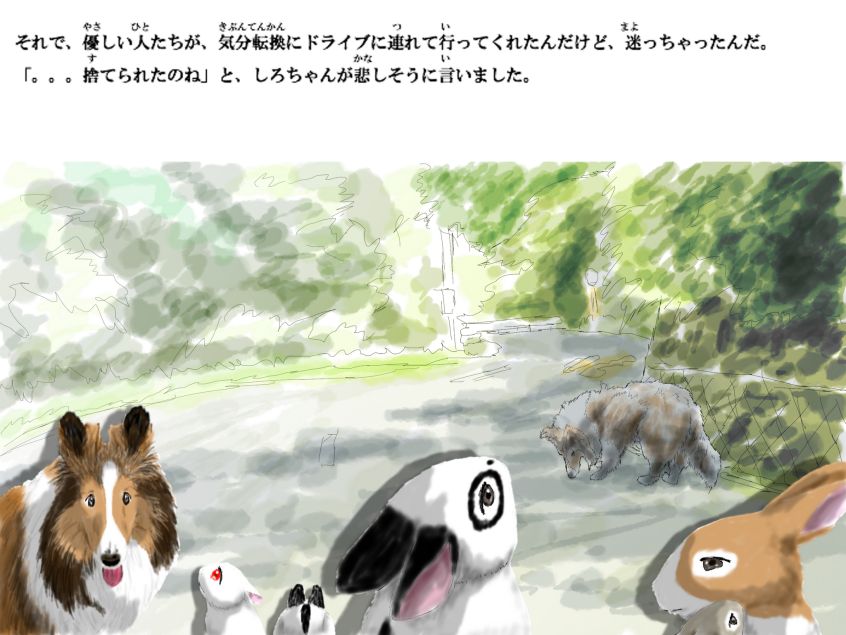 それで、優しい人たちが、気分転換にドライブに連れて行ってくれたんだけど、迷っちゃったんだ。
「。。。捨てられたのね」と、しろちゃんが悲しそうに言いました。